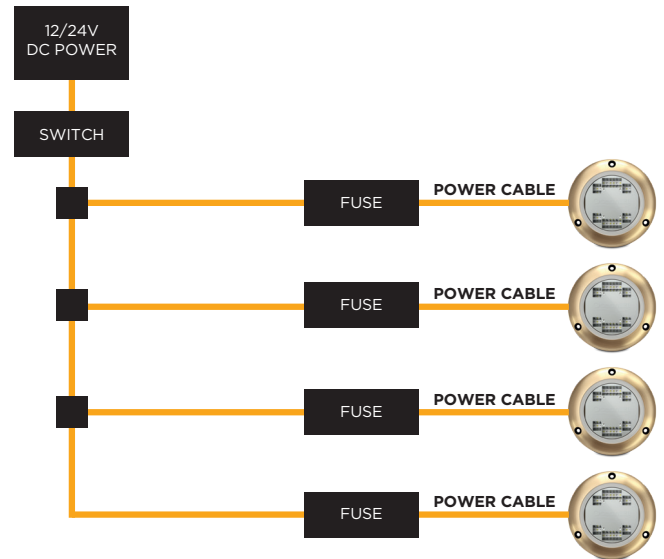 12/24V
DC POWER
SWITCH
FUSE
POWER CABLE
FUSE
POWER CABLE
FUSE
POWER CABLE
FUSE
POWER CABLE